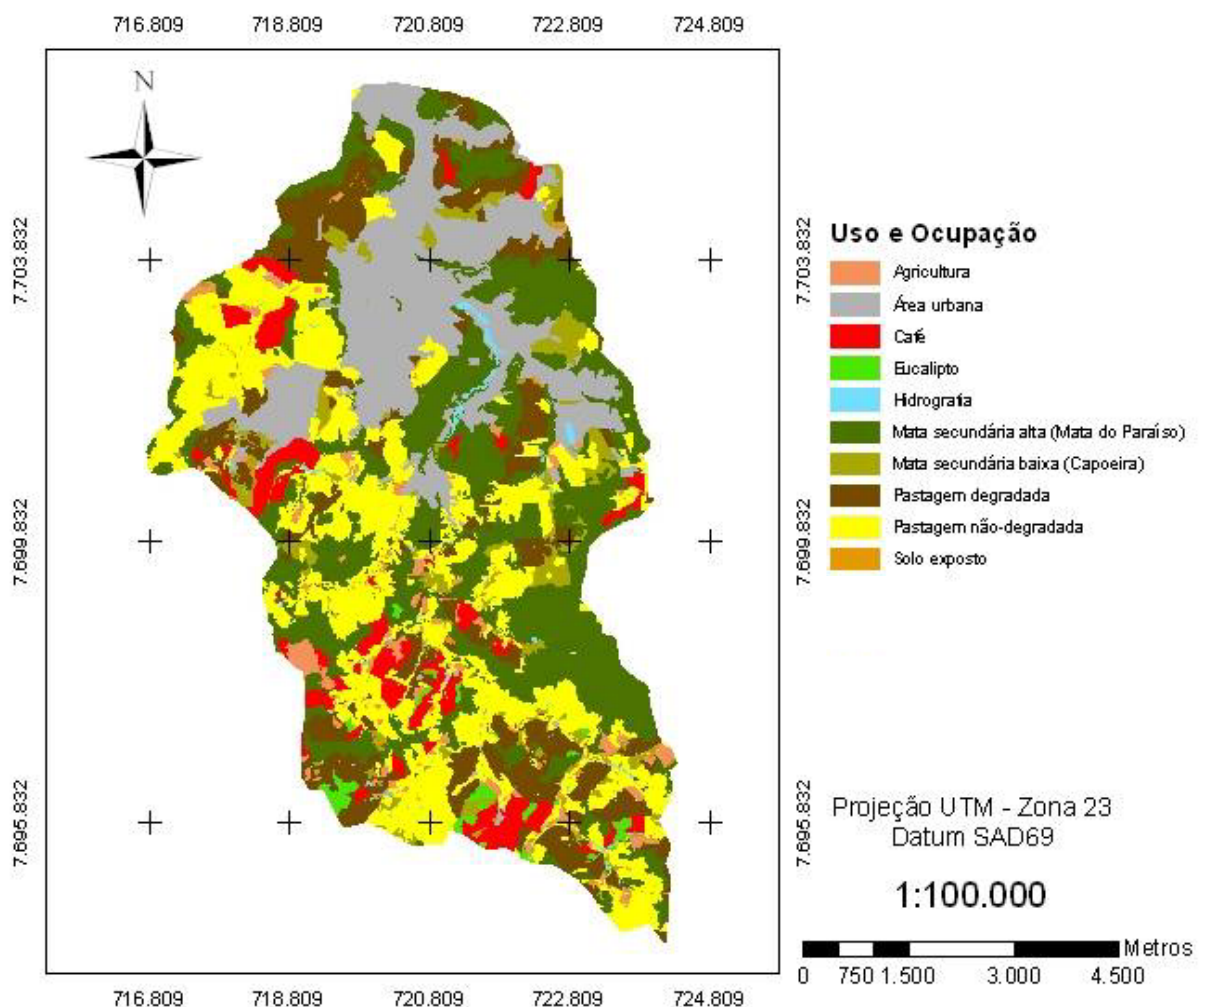 716.809 718.809 720.809 722.809 724.809
N
7.703.832 7.703.832
Uso e Ocupação
Agricultura
Área urbana
Café
Eucalipto
Hidrografia
Mata secundária alta (Mata do Paraíso)
Mata secundária baixa (Capoeira)
Pastagem degradada
Pastagem não-degradada
Solo exposto
7.699.832 7.699.832
7.695.832 7.695.832
Projeção UTM - Zona 23
Datum SAD69
1:100.000
Metros
0 750 1.500 3.000 4.500
716.809 718.809 720.809 722.809 724.809